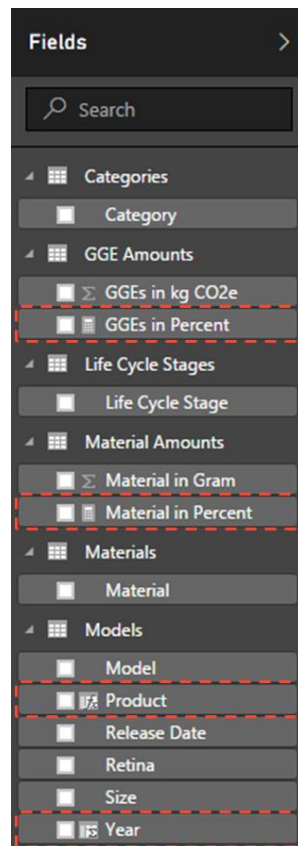 Fields
Search
Categories
Category
GGE Amounts
Σ GGEs in kg CO2e
GGEs in Percent
Life Cycle Stages
Life Cycle Stage
Material Amounts
Σ Material in Gram
Material in Percent
Materials
Material
Models
Model
Product
Release Date
Retina
Size
Year